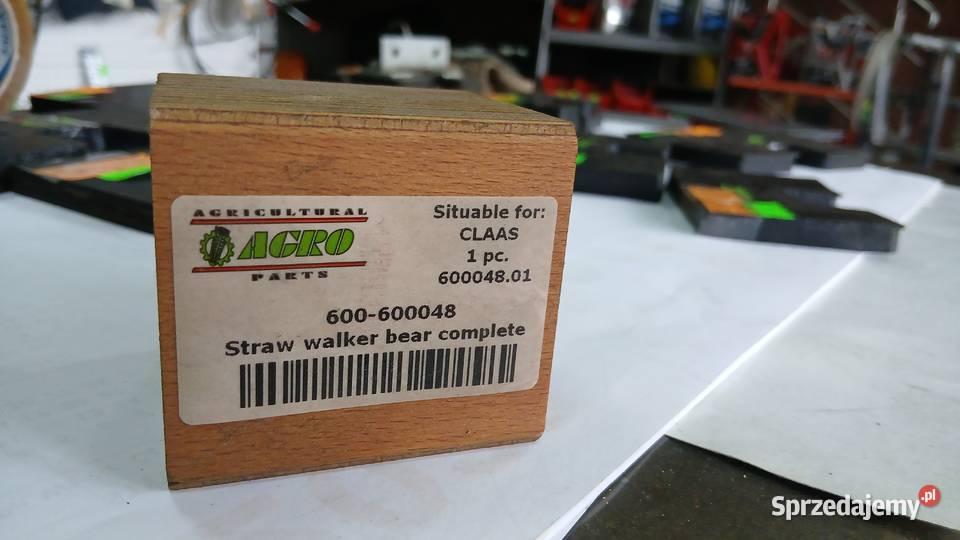 AGRICULTURAL
AGRO
PARTS
Situable for:
CLAAS
1 pc.
600048.01
600-600048
Straw walker bear complete
Sprzedajemy.pl